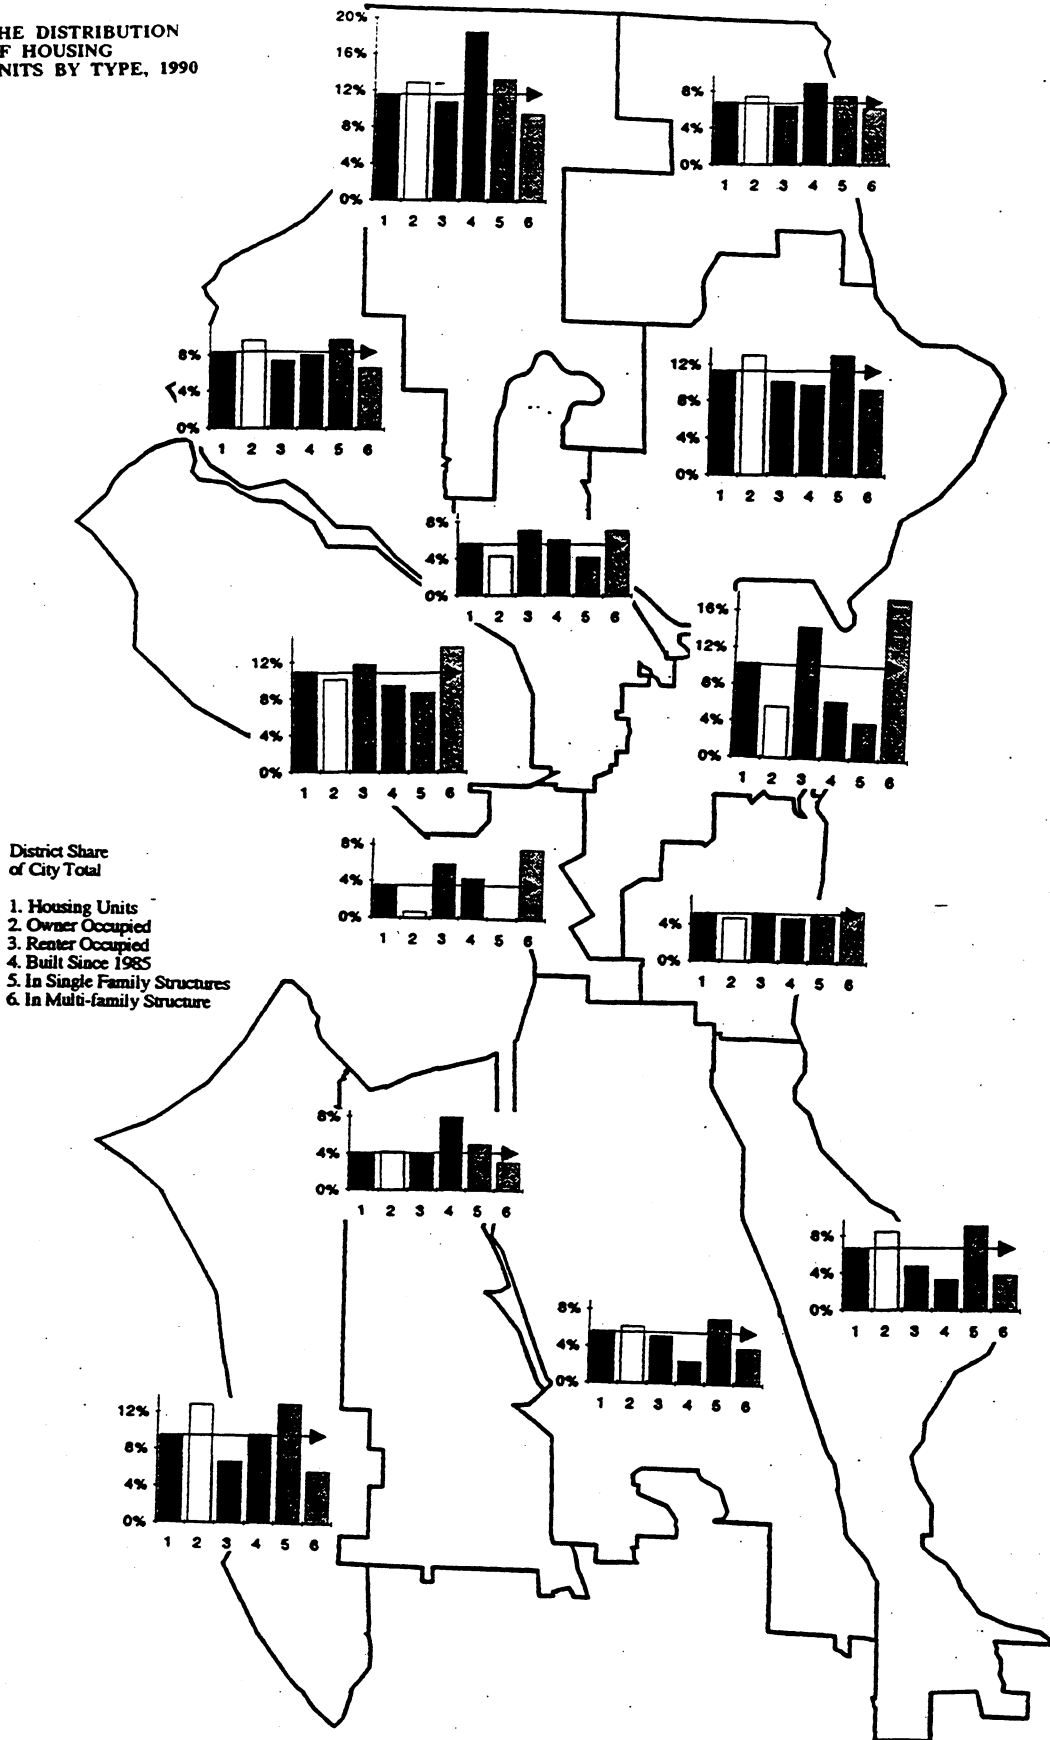 HE DISTRIBUTION
F HOUSING
NITS BY TYPE, 1990
20%
16%
12%
8%
4%
0%
1 2 3 4 5 6
8%
4%
0%
1 2 3 4 5 6
8%
4%
0%
1 2 3 4 5 6
12%
8%
4%
0%
1 2 3 4 5 6
8%
4%
0%
1 2 3 4 5 6
16%
12%
8%
4%
0%
1 2 3 4 5 6
12%
8%
4%
0%
1 2 3 4 5 6
8%
4%
0%
1 2 3 4 5 6
District Share
of City Total
1. Housing Units
2. Owner Occupied
3. Renter Occupied
4. Built Since 1985
5. In Single Family Structures
6. In Multi-family Structure
4%
0%
1 2 3 4 5 6
8%
4%
0%
1 2 3 4 5 6
8%
4%
0%
1 2 3 4 5 6
8%
4%
0%
1 2 3 4 5 6
12%
8%
4%
0%
1 2 3 4 5 6